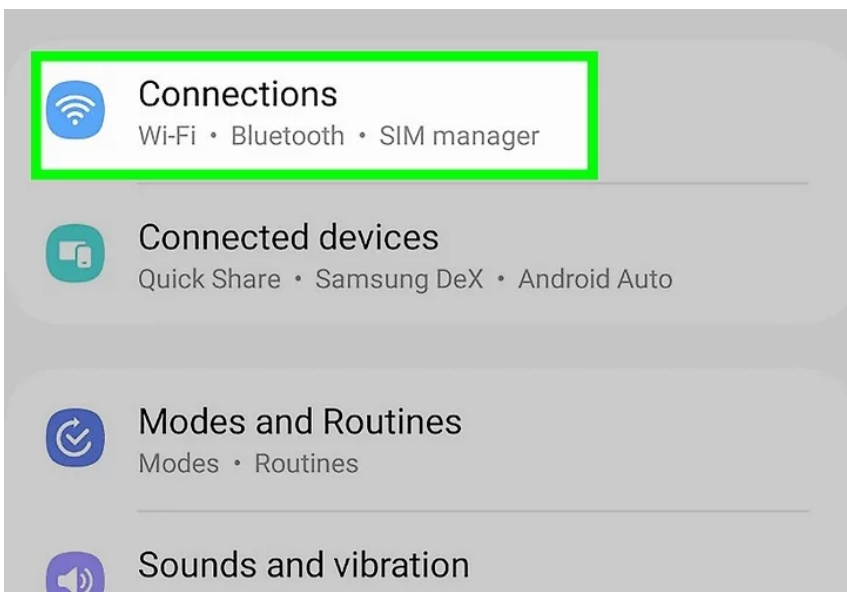 Connections
Wi-Fi • Bluetooth • SIM manager
Connected devices
Quick Share • Samsung DeX • Android Auto
Modes and Routines
Modes • Routines
Sounds and vibration